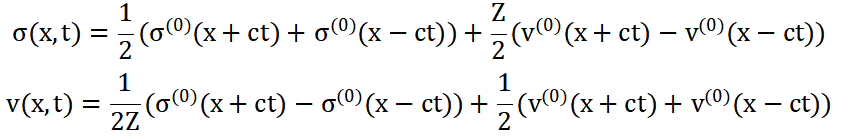 σ(x, t) = 1/2 (σ⁽⁰⁾(x + ct) + σ⁽⁰⁾(x − ct)) + Z/2 (v⁽⁰⁾(x + ct) − v⁽⁰⁾(x − ct))
v(x, t) = 1/2Z (σ⁽⁰⁾(x + ct) − σ⁽⁰⁾(x − ct)) + 1/2 (v⁽⁰⁾(x + ct) + v⁽⁰⁾(x − ct))